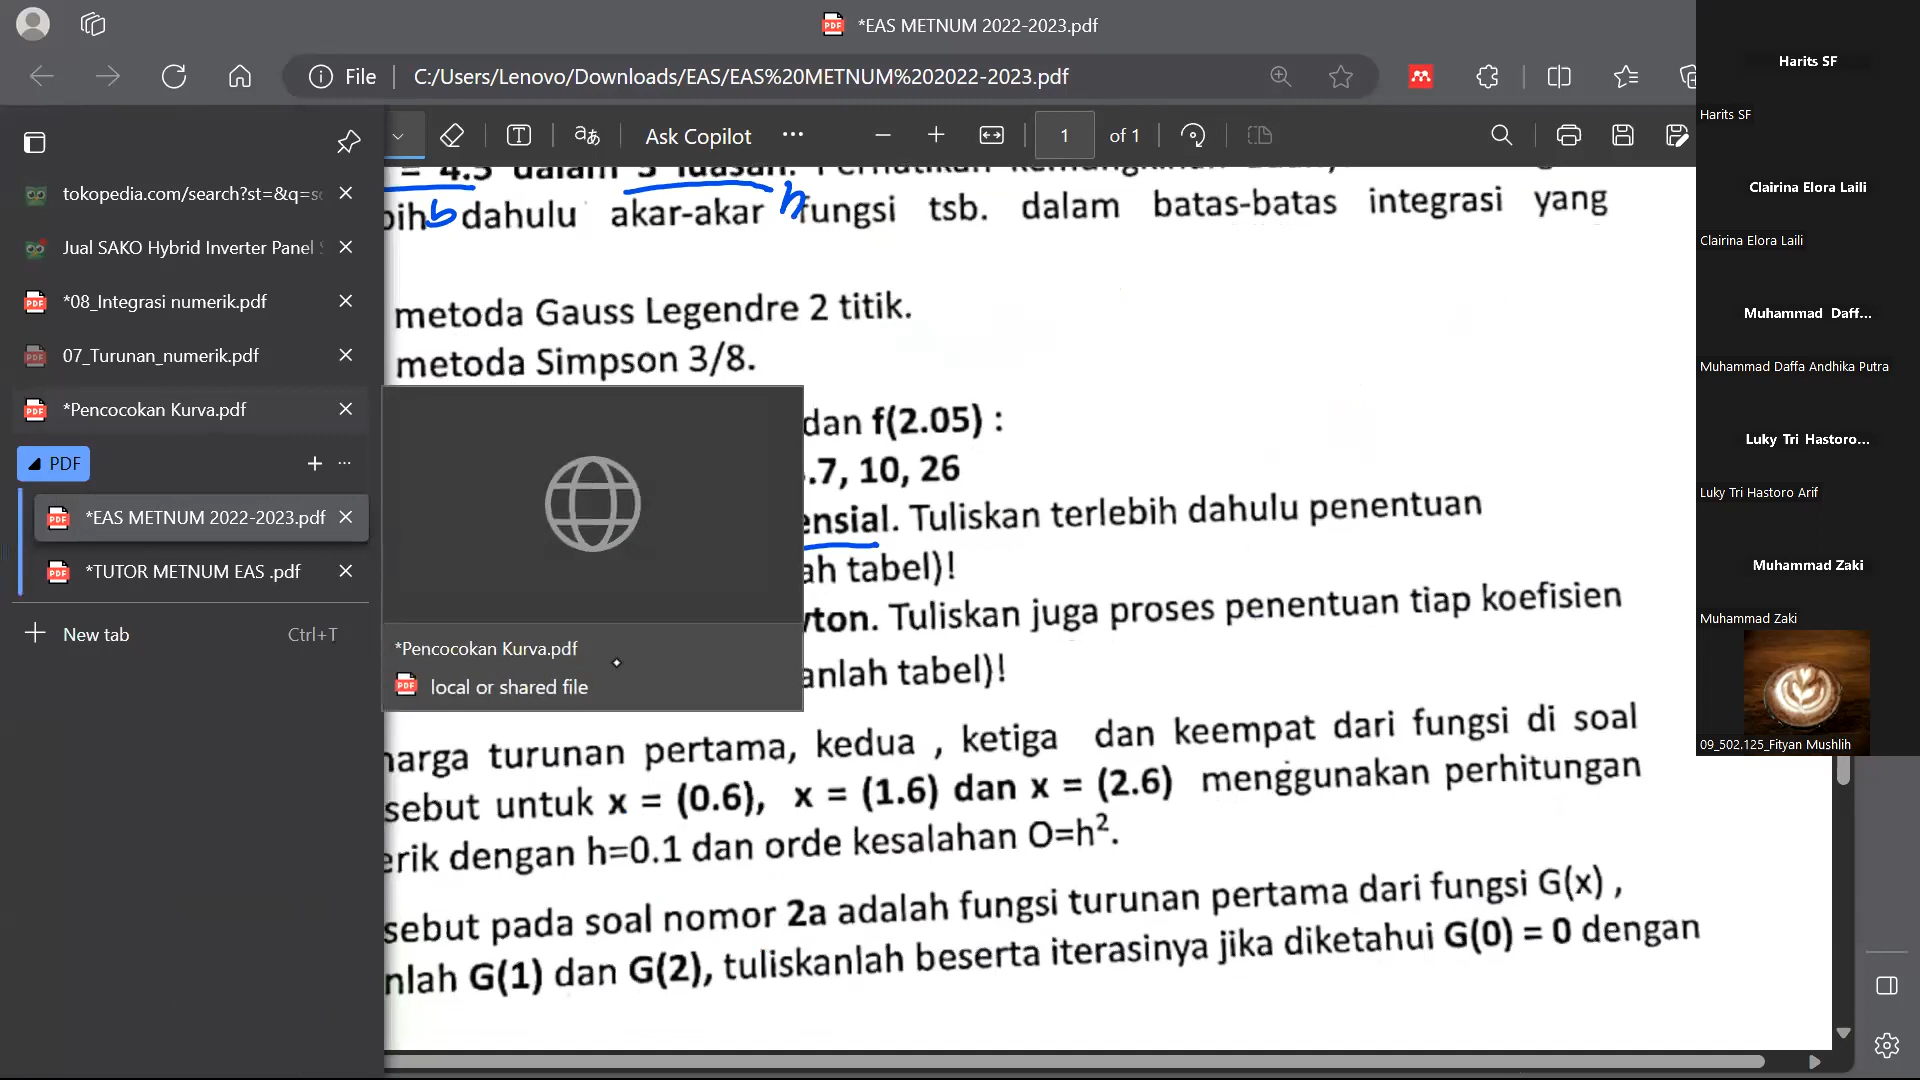 *EAS METNUM 2022-2023.pdf
File
C:/Users/Lenovo/Downloads/EAS/EAS%20METNUM%202022-2023.pdf
Ask Copilot
1
of 1
tokopedia.com/search?st=&q=s
Jual SAKO Hybrid Inverter Panel
*08_Integrasi numerik.pdf
07_Turunan_numerik.pdf
*Pencocokan Kurva.pdf
PDF
*EAS METNUM 2022-2023.pdf
*TUTOR METNUM EAS .pdf
New tab
Ctrl+T
= 4.5 dalam 3 luasan.
b
h
bih dahulu akar-akar fungsi tsb. dalam batas-batas integrasi yang
metoda Gauss Legendre 2 titik.
metoda Simpson 3/8.
dan f(2.05) :
.7, 10, 26
ensial. Tuliskan terlebih dahulu penentuan
ah tabel)!
ton. Tuliskan juga proses penentuan tiap koefisien
anlah tabel)!
*Pencocokan Kurva.pdf
local or shared file
harga turunan pertama, kedua , ketiga dan keempat dari fungsi di soal
sebut untuk x = (0.6), x = (1.6) dan x = (2.6) menggunakan perhitungan
erik dengan h=0.1 dan orde kesalahan O=h².
sebut pada soal nomor 2a adalah fungsi turunan pertama dari fungsi G(x) ,
nlah G(1) dan G(2), tuliskanlah beserta iterasinya jika diketahui G(0) = 0 dengan
Harits SF
Harits SF
Clairina Elora Laili
Clairina Elora Laili
Muhammad Daff...
Muhammad Daffa Andhika Putra
Luky Tri Hastoro...
Luky Tri Hastoro Arif
Muhammad Zaki
Muhammad Zaki
09_502.125_Fityan Mushlih